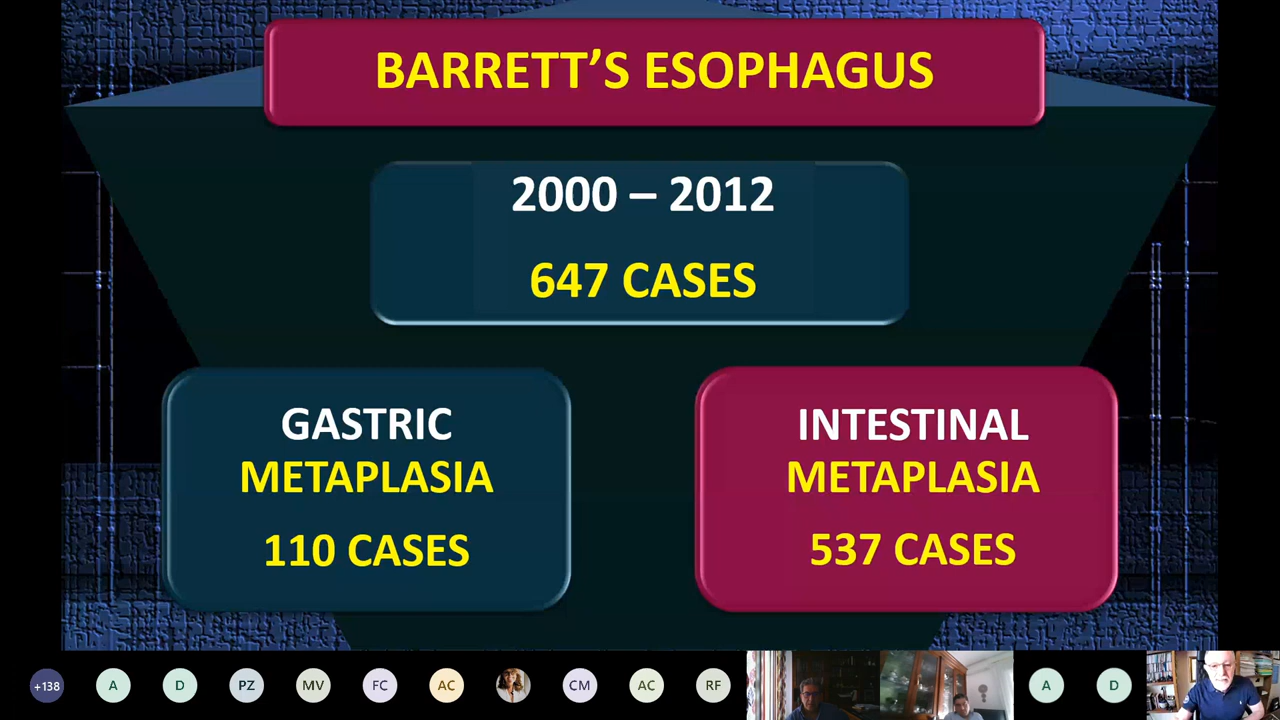 BARRETT’S ESOPHAGUS
2000 – 2012
647 CASES
GASTRIC
METAPLASIA
110 CASES
INTESTINAL
METAPLASIA
537 CASES
+138
A
D
PZ
MV
FC
AC
CM
AC
RF
A
D